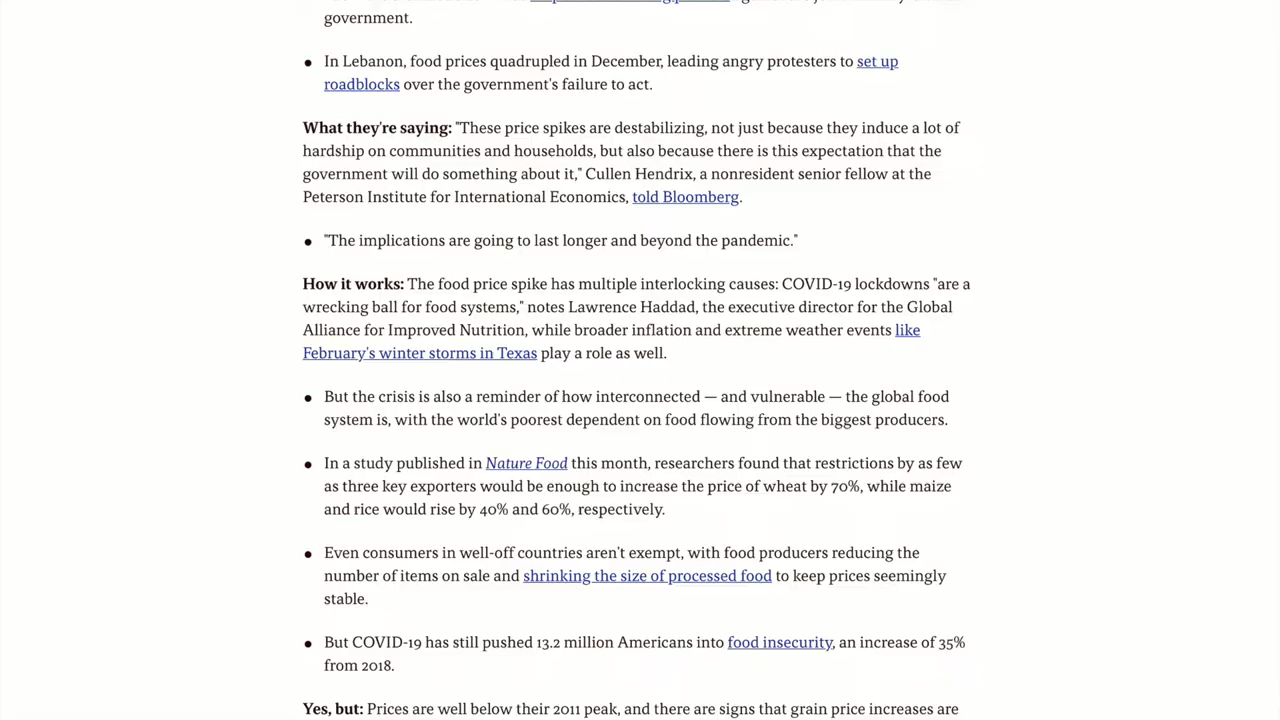 government.
● In Lebanon, food prices quadrupled in December, leading angry protesters to set up
roadblocks over the government's failure to act.
What they're saying: "These price spikes are destabilizing, not just because they induce a lot of
hardship on communities and households, but also because there is this expectation that the
government will do something about it," Cullen Hendrix, a nonresident senior fellow at the
Peterson Institute for International Economics, told Bloomberg.
● "The implications are going to last longer and beyond the pandemic."
How it works: The food price spike has multiple interlocking causes: COVID-19 lockdowns "are a
wrecking ball for food systems," notes Lawrence Haddad, the executive director for the Global
Alliance for Improved Nutrition, while broader inflation and extreme weather events like
February's winter storms in Texas play a role as well.
● But the crisis is also a reminder of how interconnected — and vulnerable — the global food
system is, with the world's poorest dependent on food flowing from the biggest producers.
● In a study published in Nature Food this month, researchers found that restrictions by as few
as three key exporters would be enough to increase the price of wheat by 70%, while maize
and rice would rise by 40% and 60%, respectively.
● Even consumers in well-off countries aren't exempt, with food producers reducing the
number of items on sale and shrinking the size of processed food to keep prices seemingly
stable.
● But COVID-19 has still pushed 13.2 million Americans into food insecurity, an increase of 35%
from 2018.
Yes, but: Prices are well below their 2011 peak, and there are signs that grain price increases are